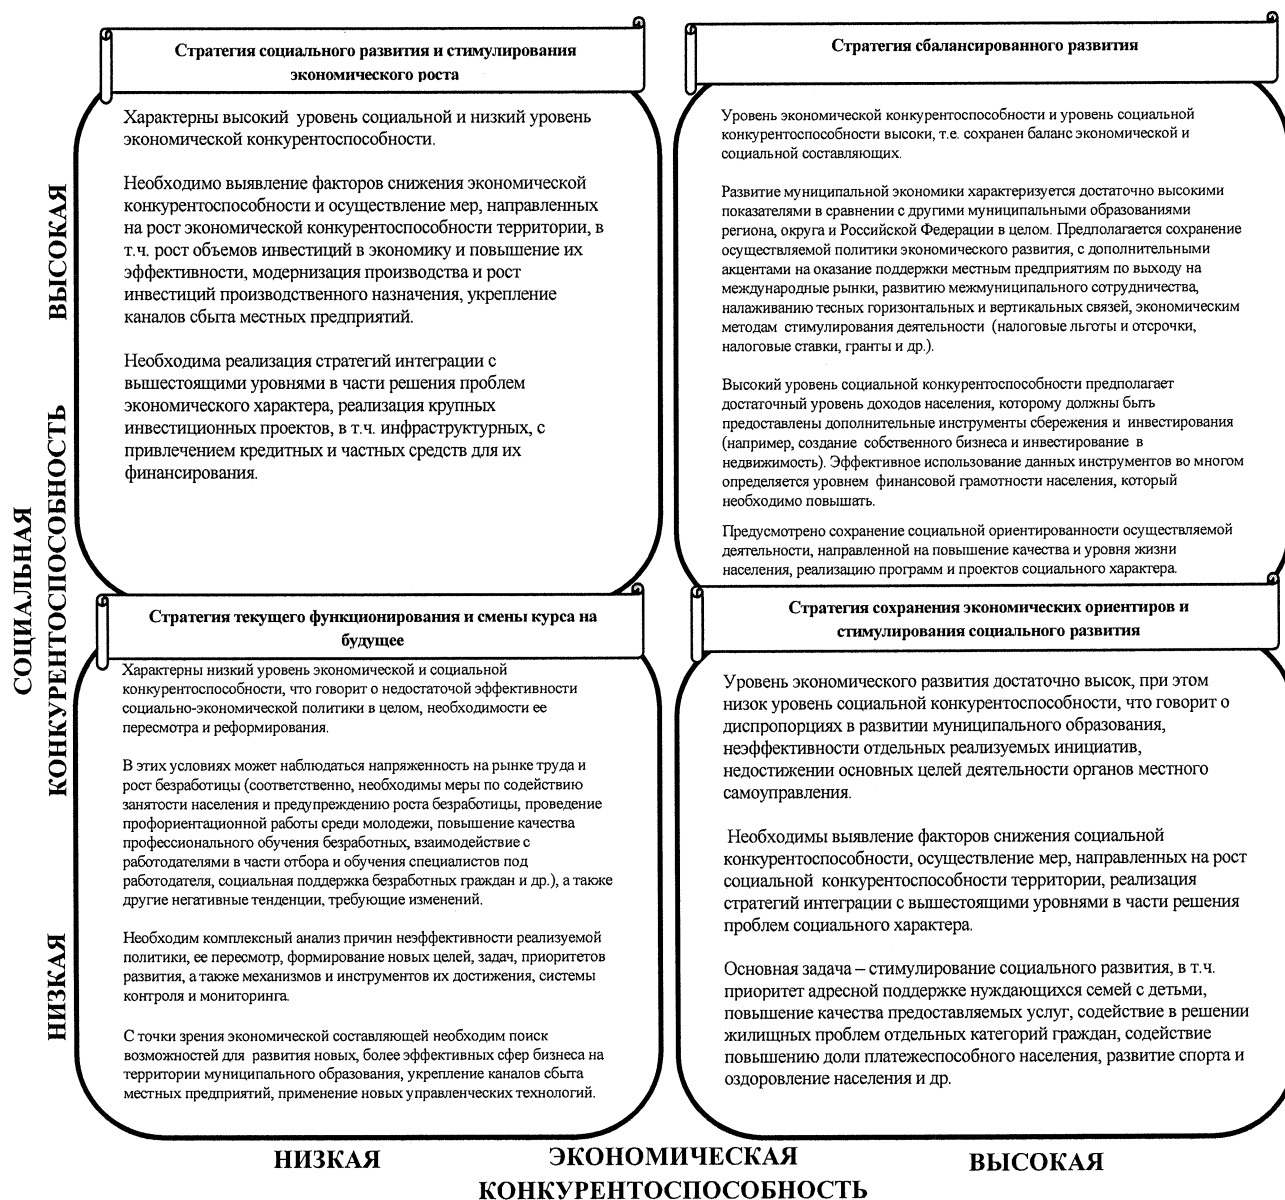 Стратегия социального развития и стимулирования
экономического роста
Характерны высокий уровень социальной и низкий уровень
экономической конкурентоспособности.
Необходимо выявление факторов снижения экономической
конкурентоспособности и осуществление мер, направленных
на рост экономической конкурентоспособности территории, в
т.ч. рост объемов инвестиций в экономику и повышение их
эффективности, модернизация производства и рост
инвестиций производственного назначения, укрепление
каналов сбыта местных предприятий.
Необходима реализация стратегий интеграции с
вышестоящими уровнями в части решения проблем
экономического характера, реализация крупных
инвестиционных проектов, в т.ч. инфраструктурных, с
привлечением кредитных и частных средств для их
финансирования.
Стратегия сбалансированного развития
Уровень экономической конкурентоспособности и уровень социальной
конкурентоспособности высоки, т.е. сохранен баланс экономической и
социальной составляющих.
Развитие муниципальной экономики характеризуется достаточно высокими
показателями в сравнении с другими муниципальными образованиями
региона, округа и Российской Федерации в целом. Предполагается сохранение
осуществляемой политики экономического развития, с дополнительными
акцентами на оказание поддержки местным предприятиям по выходу на
международные рынки, развитию межмуниципального сотрудничества,
налаживанию тесных горизонтальных и вертикальных связей, экономическим
методам стимулирования деятельности (налоговые льготы и отсрочки,
налоговые ставки, гранты и др.).
Высокий уровень социальной конкурентоспособности предполагает
достаточный уровень доходов населения, которому должны быть
предоставлены дополнительные инструменты сбережения и инвестирования
(например, создание собственного бизнеса и инвестирование в
недвижимость). Эффективное использование данных инструментов во многом
определяется уровнем финансовой грамотности населения, который
необходимо повышать.
Предусмотрено сохранение социальной ориентированности осуществляемой
деятельности, направленной на повышение качества и уровня жизни
населения, реализацию программ и проектов социального характера.
Стратегия текущего функционирования и смены курса на
будущее
Характерны низкий уровень экономической и социальной
конкурентоспособности, что говорит о недостаточой эффективности
социально-экономической политики в целом, необходимости ее
пересмотра и реформирования.
В этих условиях может наблюдаться напряженность на рынке труда и
рост безработицы (соответственно, необходимы меры по содействию
занятости населения и предупреждению роста безработицы, проведение
профориентационной работы среди молодежи, повышение качества
профессионального обучения безработных, взаимодействие с
работодателями в части отбора и обучения специалистов под
работодателя, социальная поддержка безработных граждан и др.), а также
другие негативные тенденции, требующие изменений.
Необходим комплексный анализ причин неэффективности реализуемой
политики, ее пересмотр, формирование новых целей, задач, приоритетов
развития, а также механизмов и инструментов их достижения, системы
контроля и мониторинга.
С точки зрения экономической составляющей необходим поиск
возможностей для развития новых, более эффективных сфер бизнеса на
территории муниципального образования, укрепление каналов сбыта
местных предприятий, применение новых управленческих технологий.
Стратегия сохранения экономических ориентиров и
стимулирования социального развития
Уровень экономического развития достаточно высок, при этом
низок уровень социальной конкурентоспособности, что говорит о
диспропорциях в развитии муниципального образования,
неэффективности отдельных реализуемых инициатив,
недостижении основных целей деятельности органов местного
самоуправления.
Необходимы выявление факторов снижения социальной
конкурентоспособности, осуществление мер, направленных на рост
социальной конкурентоспособности территории, реализация
стратегий интеграции с вышестоящими уровнями в части решения
проблем социального характера.
Основная задача – стимулирование социального развития, в т.ч.
приоритет адресной поддержке нуждающихся семей с детьми,
повышение качества предоставляемых услуг, содействие в решении
жилищных проблем отдельных категорий граждан, содействие
повышению доли платежеспособного населения, развитие спорта и
оздоровление населения и др.
СОЦИАЛЬНАЯ
КОНКУРЕНТОСПОСОБНОСТЬ
ВЫСОКАЯ
НИЗКАЯ
НИЗКАЯ
ЭКОНОМИЧЕСКАЯ
КОНКУРЕНТОСПОСОБНОСТЬ
ВЫСОКАЯ